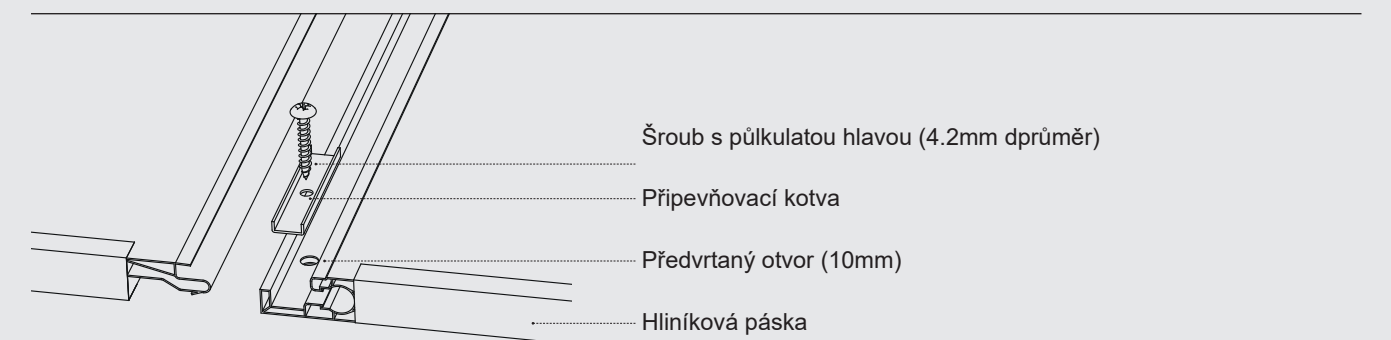 Šroub s půlkulatou hlavou (4.2mm dprůměr)
Připevňovací kotva
Předvrtaný otvor (10mm)
Hliníková páska